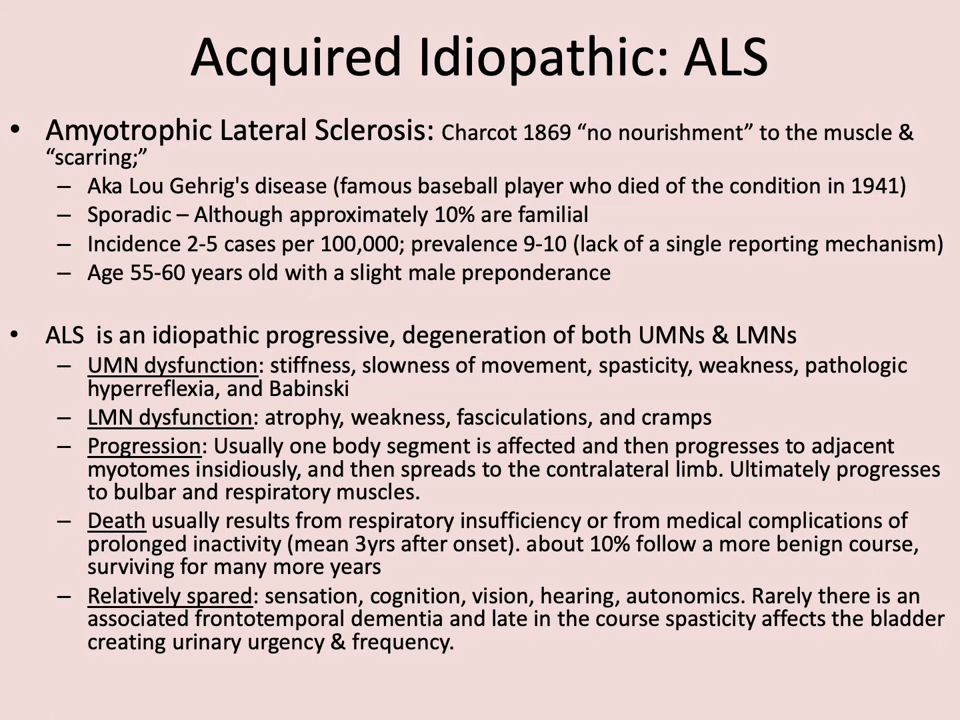 Acquired Idiopathic: ALS
• Amyotrophic Lateral Sclerosis: Charcot 1869 “no nourishment” to the muscle &
“scarring;”
– Aka Lou Gehrig's disease (famous baseball player who died of the condition in 1941)
– Sporadic – Although approximately 10% are familial
– Incidence 2-5 cases per 100,000; prevalence 9-10 (lack of a single reporting mechanism)
– Age 55-60 years old with a slight male preponderance
• ALS is an idiopathic progressive, degeneration of both UMNs & LMNs
– UMN dysfunction: stiffness, slowness of movement, spasticity, weakness, pathologic
hyperreflexia, and Babinski
– LMN dysfunction: atrophy, weakness, fasciculations, and cramps
– Progression: Usually one body segment is affected and then progresses to adjacent
myotomes insidiously, and then spreads to the contralateral limb. Ultimately progresses
to bulbar and respiratory muscles.
– Death usually results from respiratory insufficiency or from medical complications of
prolonged inactivity (mean 3yrs after onset). about 10% follow a more benign course,
surviving for many more years
– Relatively spared: sensation, cognition, vision, hearing, autonomics. Rarely there is an
associated frontotemporal dementia and late in the course spasticity affects the bladder
creating urinary urgency & frequency.